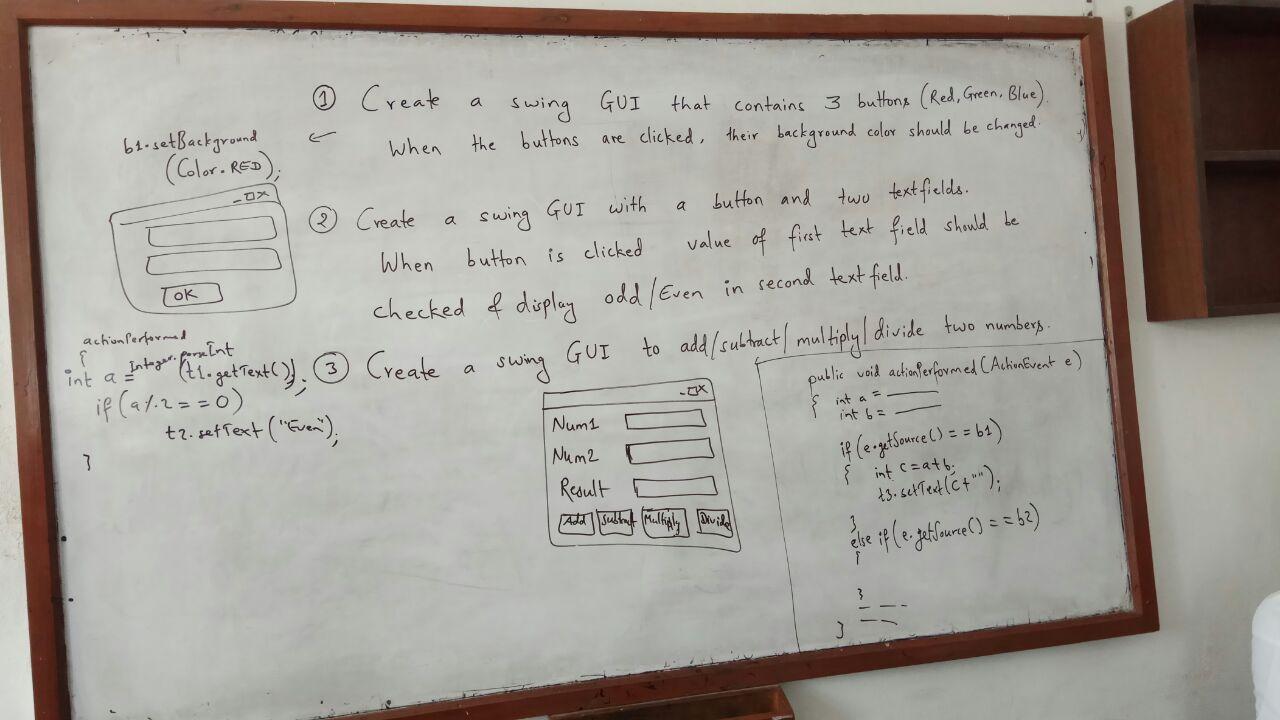 ① Create a swing GUI that contains 3 buttons (Red, Green, Blue).
When the buttons are clicked, their background color should be changed.
b1.setBackground
(Color.RED);
② Create a swing GUI with a button and two textfields.
When button is clicked value of first text field should be
checked & display odd/Even in second textfield.
OK
actionPerformed
{
int a = Integer.parseInt (t1.getText());
if (a%2==0)
t2.setText("Even");
}
③ Create a swing GUI to add/subtract/multiply/divide two numbers.
Num1
Num2
Result
Add Subtract Multiply Divide
public void actionPerformed(ActionEvent e)
{ int a =
int b =
if(e.getSource() == b1)
{ int c=a+b;
t3.setText(c+"");
}
else if(e.getSource() == b2)
{
}
}